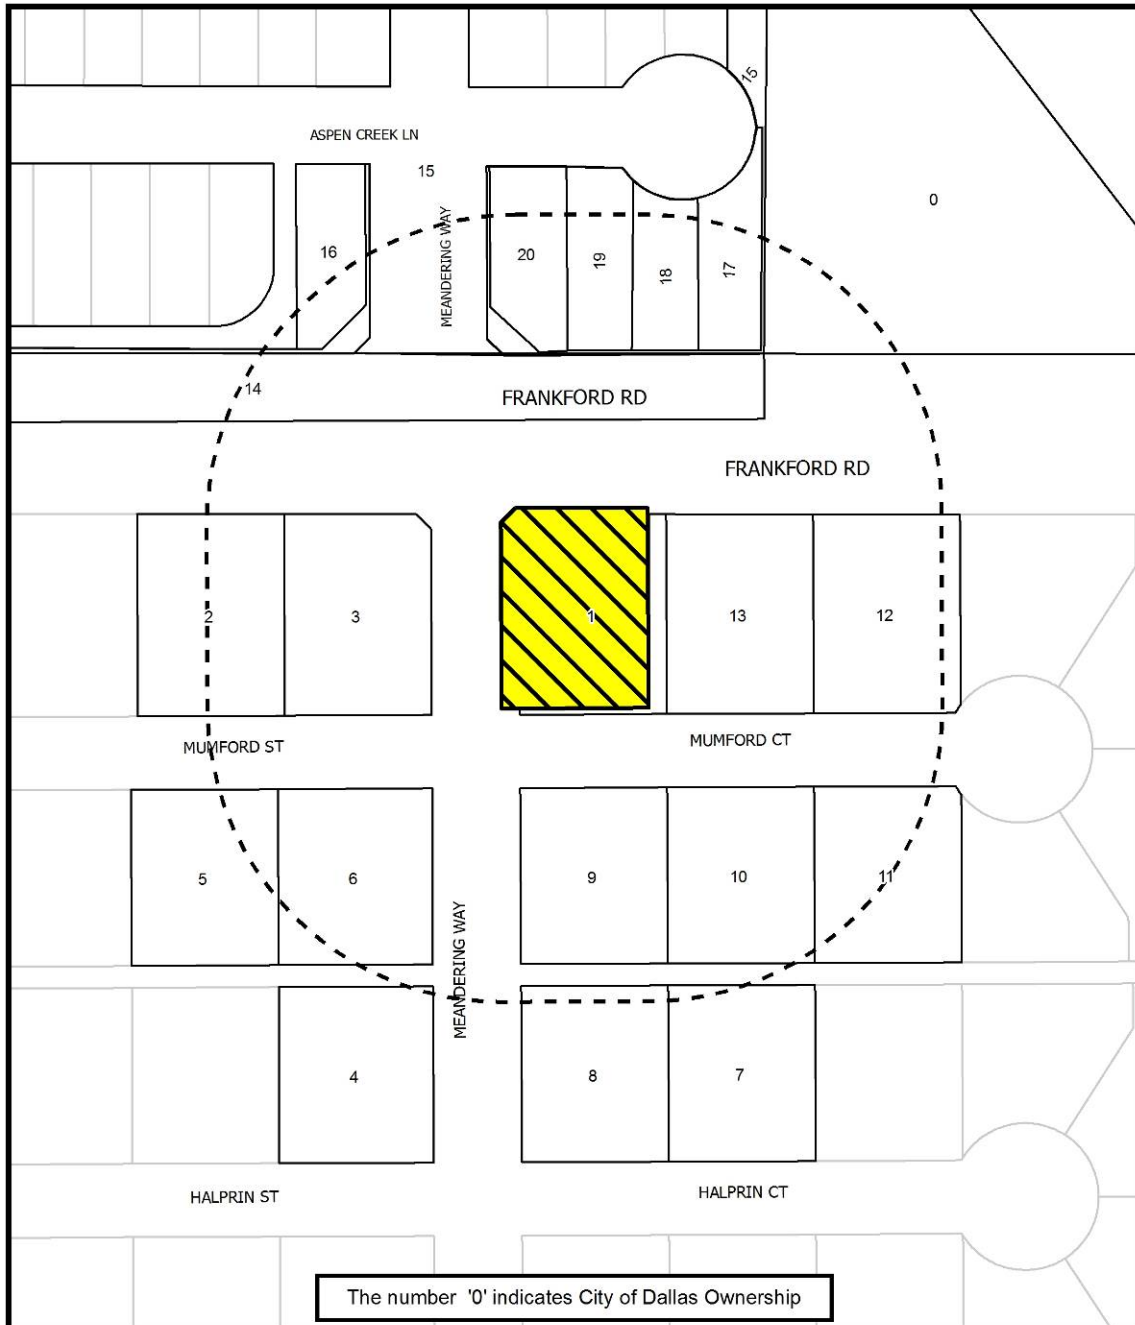 15
ASPEN CREEK LN
15
0
MEANDERING WAY
16
20
19
18
17
14
FRANKFORD RD
FRANKFORD RD
2
3
1
13
12
MUMFORD ST
MUMFORD CT
5
6
9
10
11
MEANDERING WAY
4
8
7
HALPRIN ST
HALPRIN CT
The number '0' indicates City of Dallas Ownership